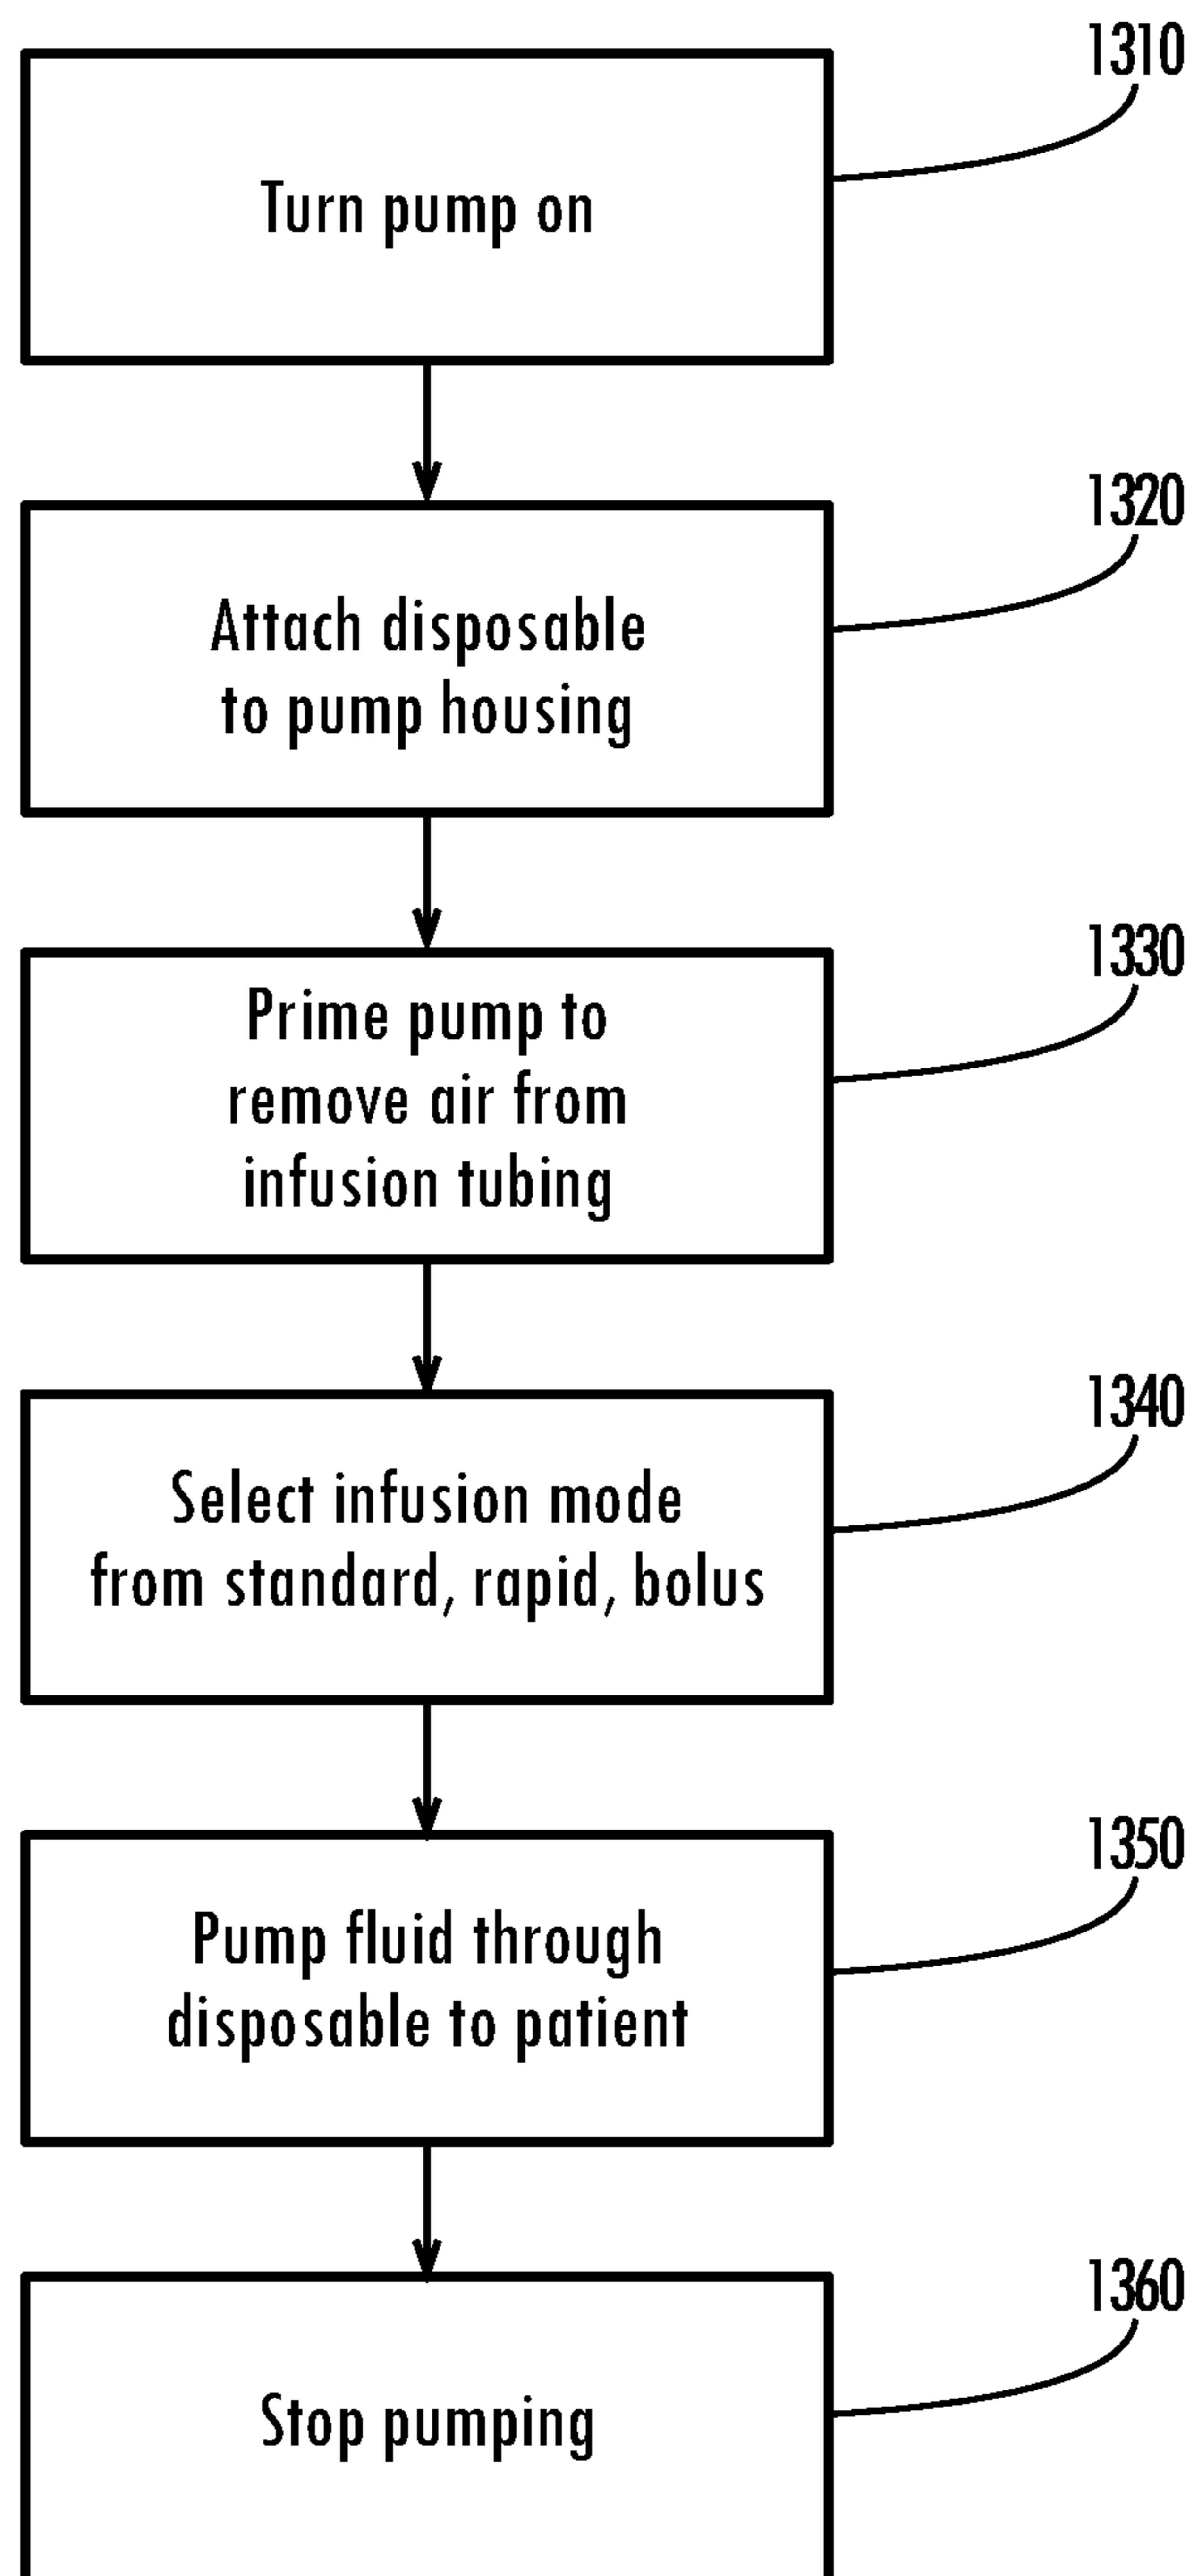 1310
Turn pump on
1320
Attach disposable
to pump housing
1330
Prime pump to
remove air from
infusion tubing
1340
Select infusion mode
from standard, rapid, bolus
1350
Pump fluid through
disposable to patient
1360
Stop pumping